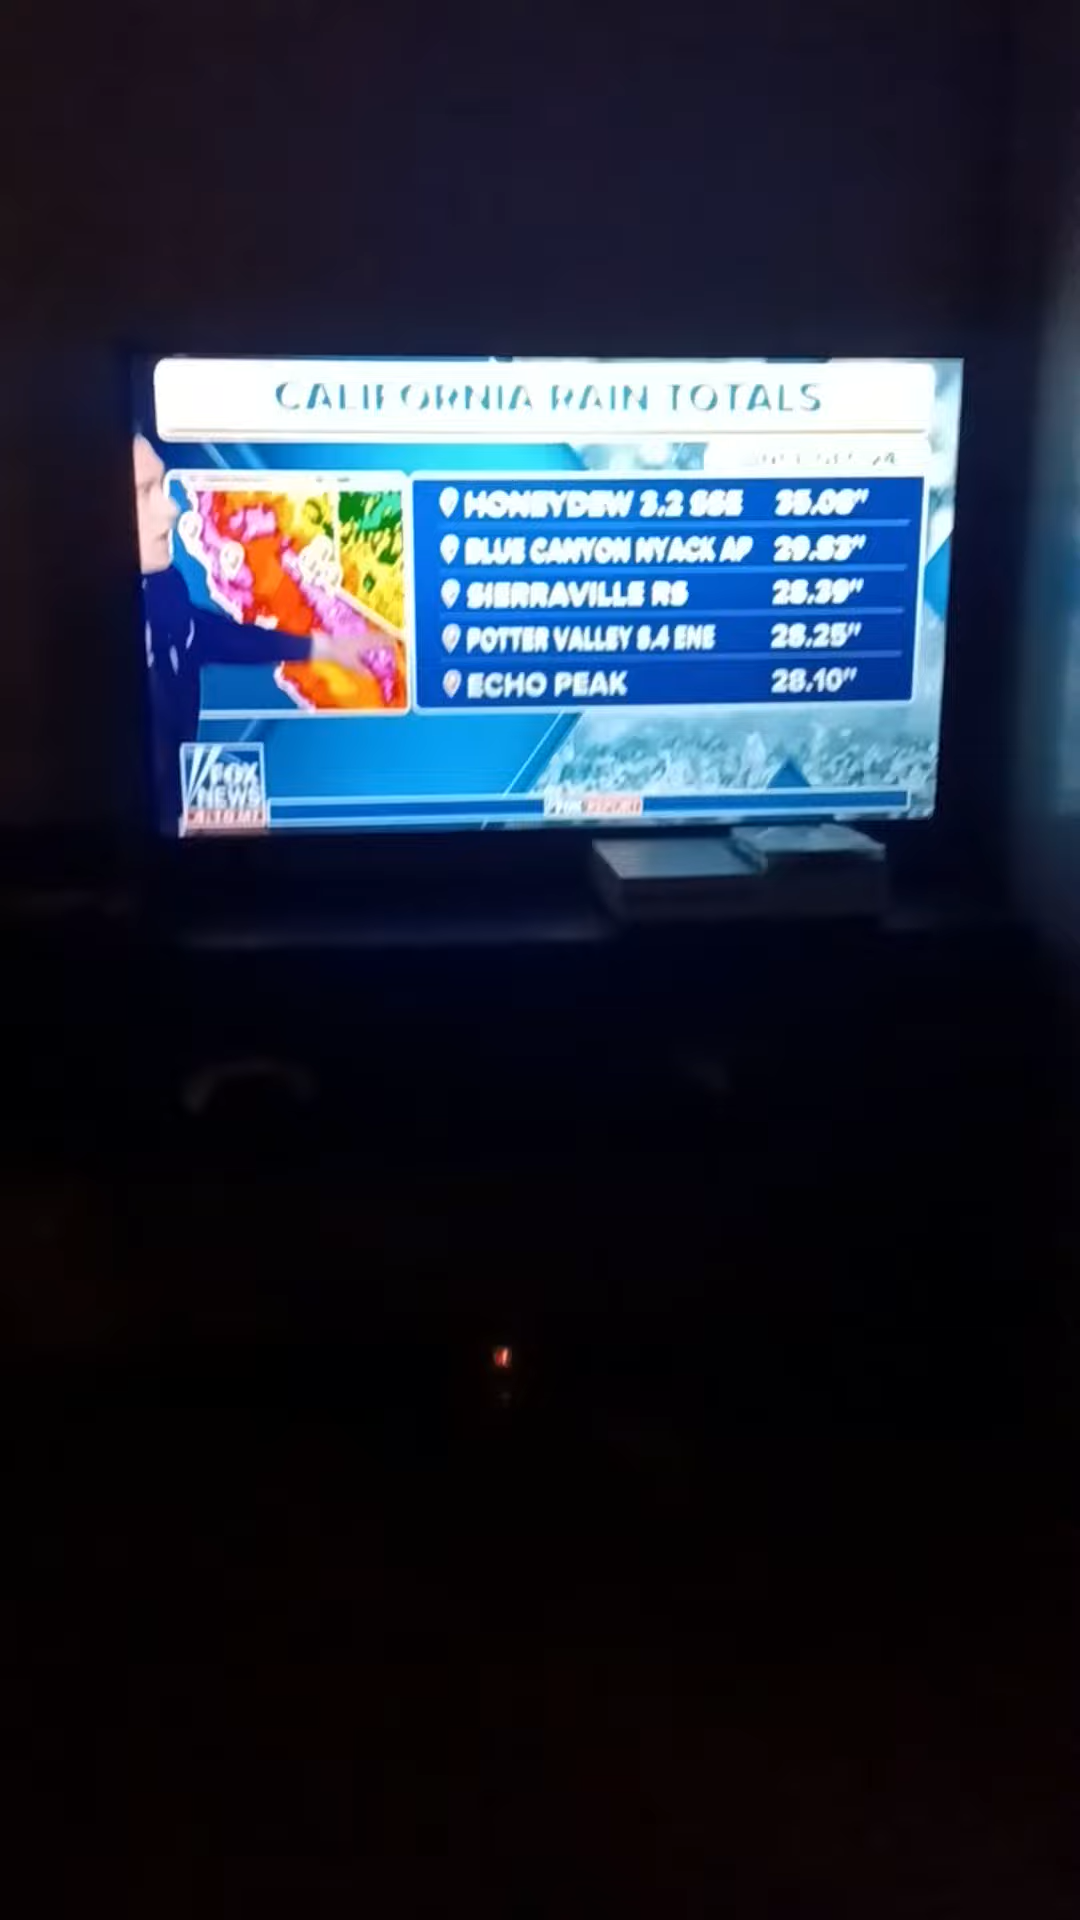 CALIFORNIA RAIN TOTALS
HONEYDEW 3.2 SSE 35.06"
BLUE CANYON NYACK AP 29.83"
SIERRAVILLE RS 28.39"
POTTER VALLEY 8.4 ENE 28.25"
ECHO PEAK 28.10"
FOX
NEWS